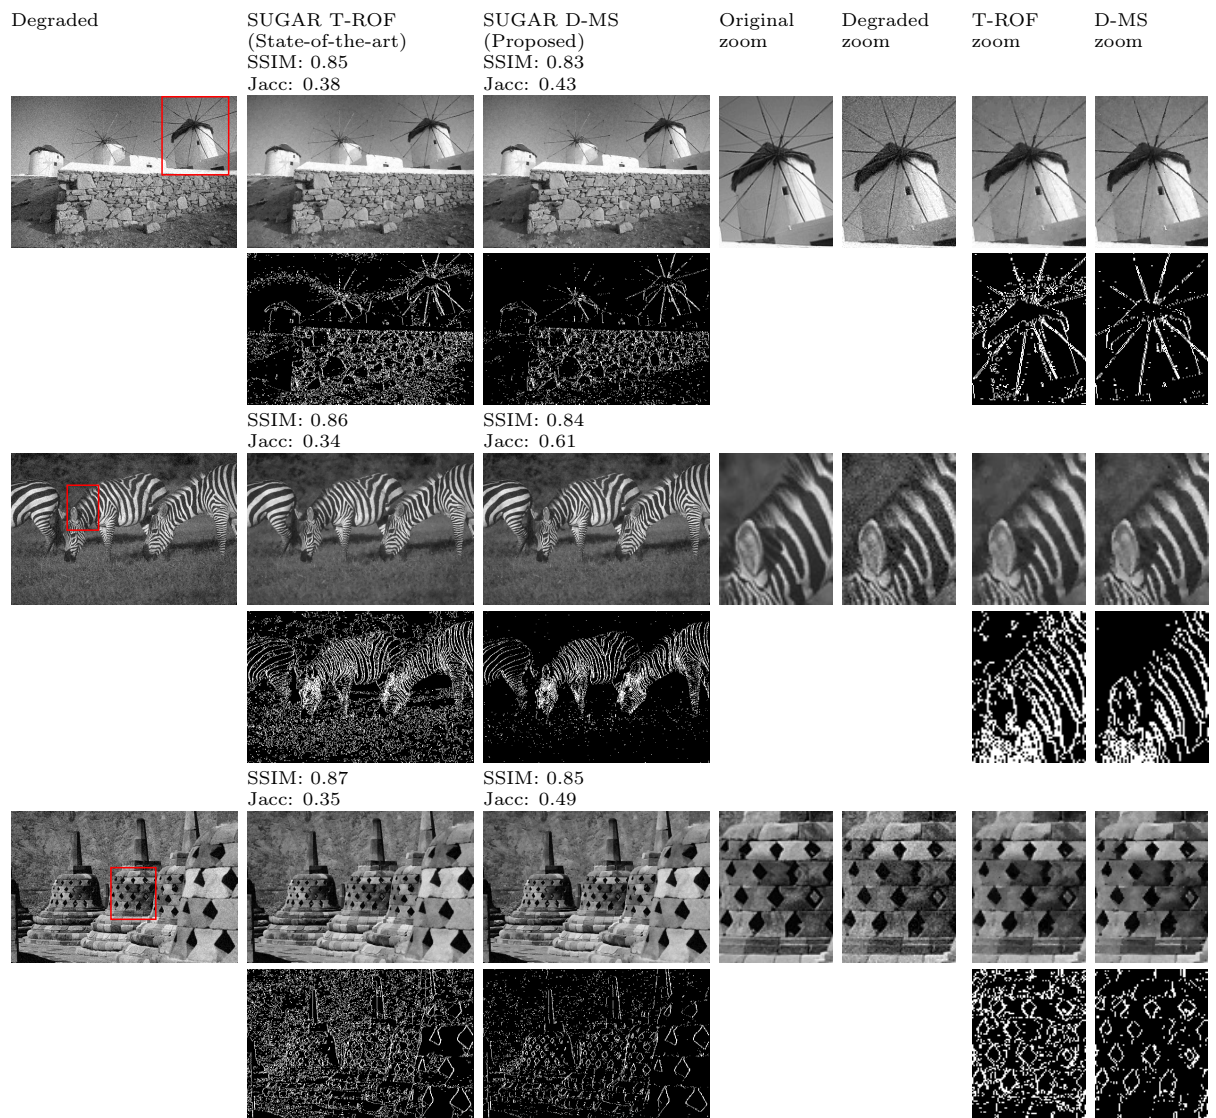 Degraded
SUGAR T-ROF
(State-of-the-art)
SSIM: 0.85
Jacc: 0.38
SUGAR D-MS
(Proposed)
SSIM: 0.83
Jacc: 0.43
Original
zoom
Degraded
zoom
T-ROF
zoom
D-MS
zoom
SSIM: 0.86
Jacc: 0.34
SSIM: 0.84
Jacc: 0.61
SSIM: 0.87
Jacc: 0.35
SSIM: 0.85
Jacc: 0.49